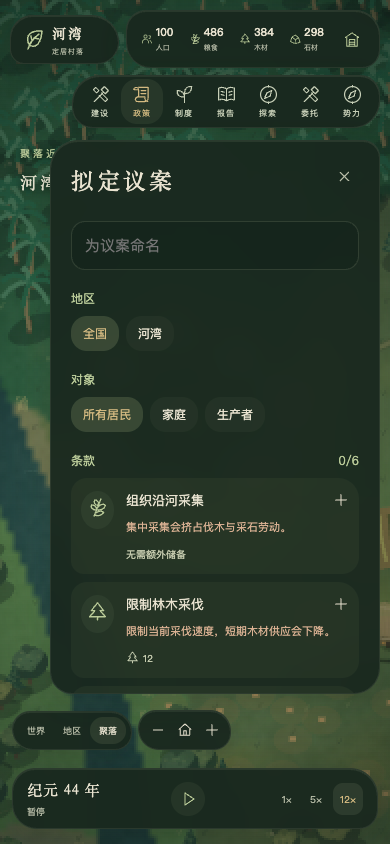 河湾
定居村落
100
人口
486
粮食
384
木材
298
石材
建设
政策
制度
报告
探索
委托
势力
聚落近
河湾
拟定议案
为议案命名
地区
全国
河湾
对象
所有居民
家庭
生产者
条款
0/6
组织沿河采集
集中采集会挤占伐木与采石劳动。
无需额外储备
限制林木采伐
限制当前采伐速度，短期木材供应会下降。
12
世界
地区
聚落
纪元 44 年
暂停
1×
5×
12×